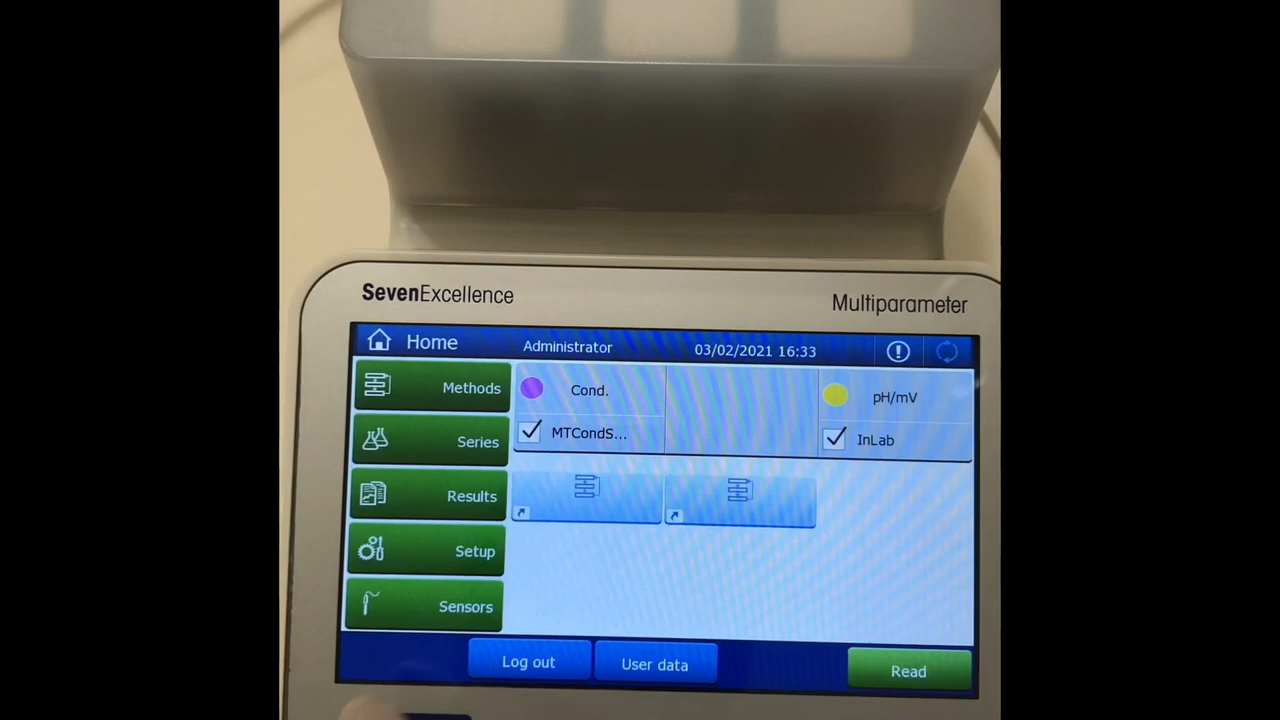 SevenExcellence
Multiparameter
Home
Administrator
03/02/2021 16:33
Methods
Cond.
pH/mV
MTCondS...
InLab
Series
Results
Setup
Sensors
Log out
User data
Read